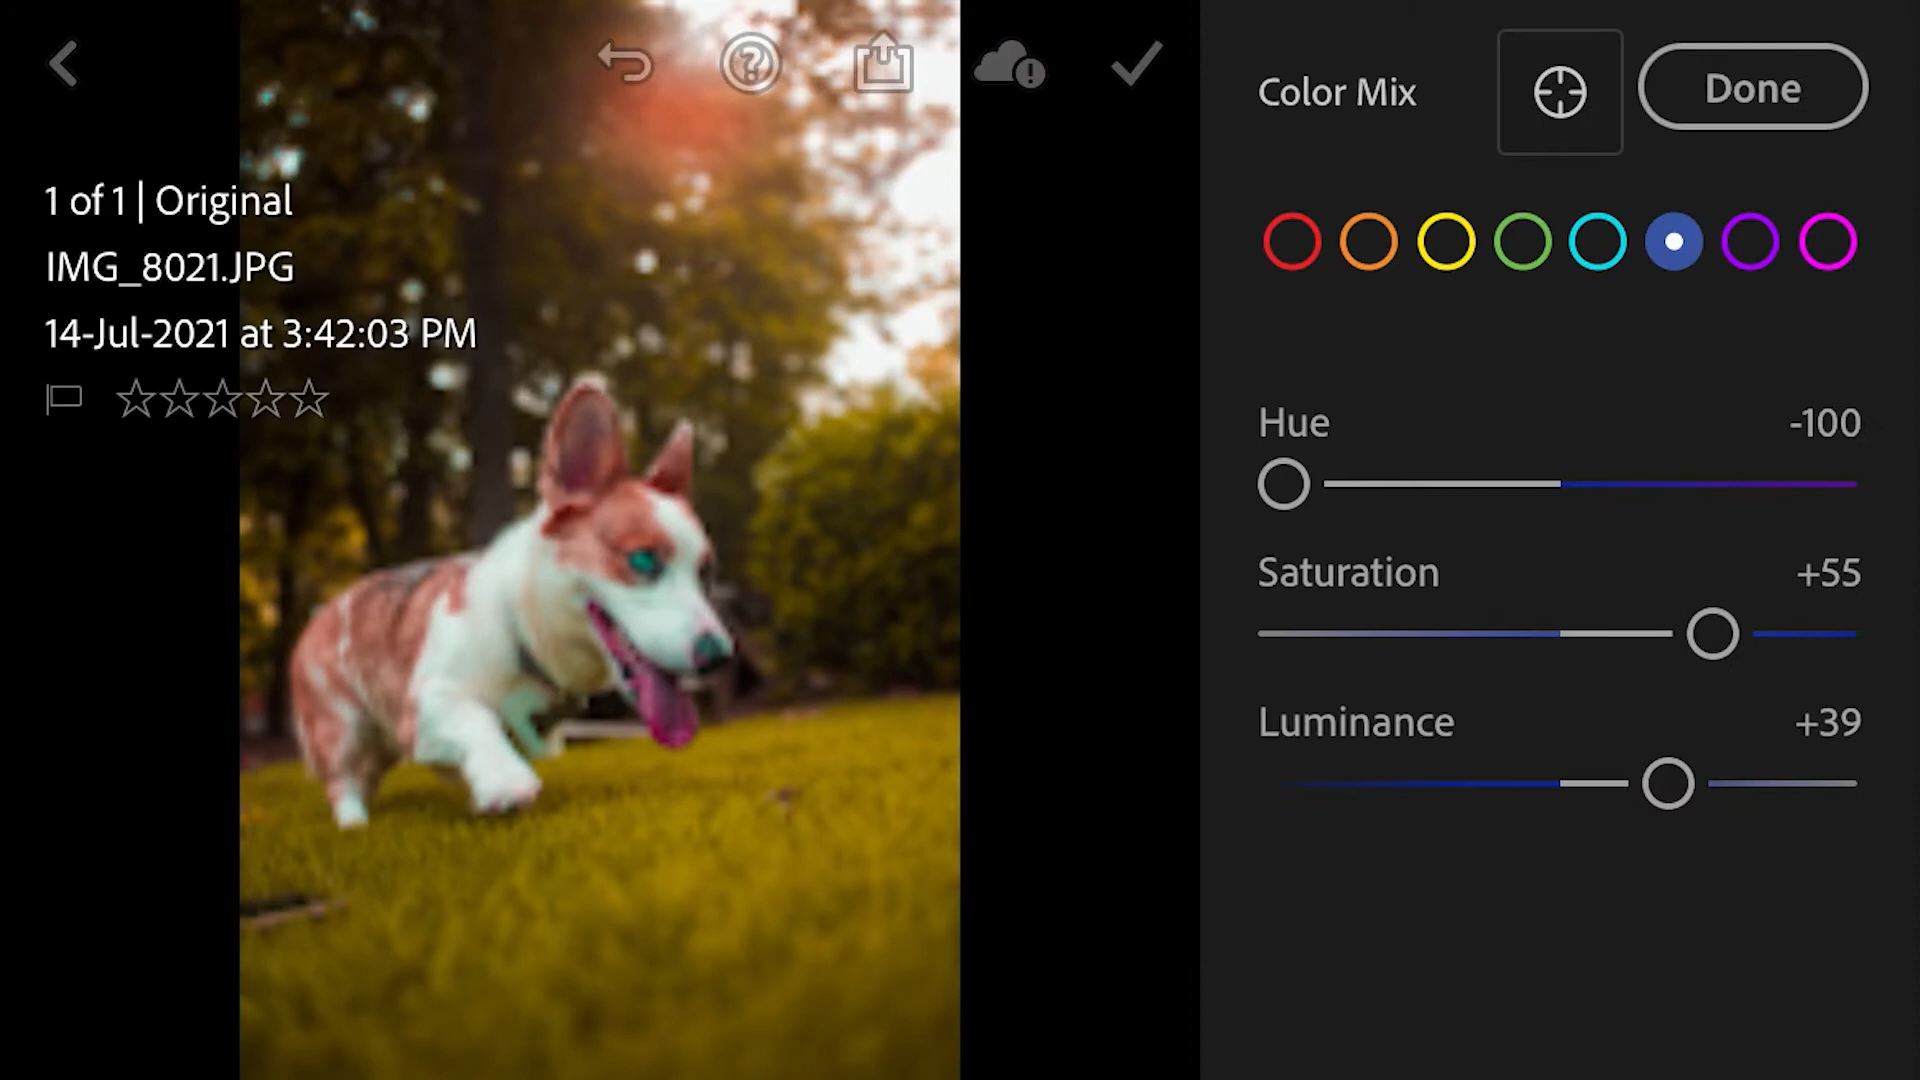 1 of 1 | Original
IMG_8021.JPG
14-Jul-2021 at 3:42:03 PM
Color Mix
Done
Hue -100
Saturation +55
Luminance +39